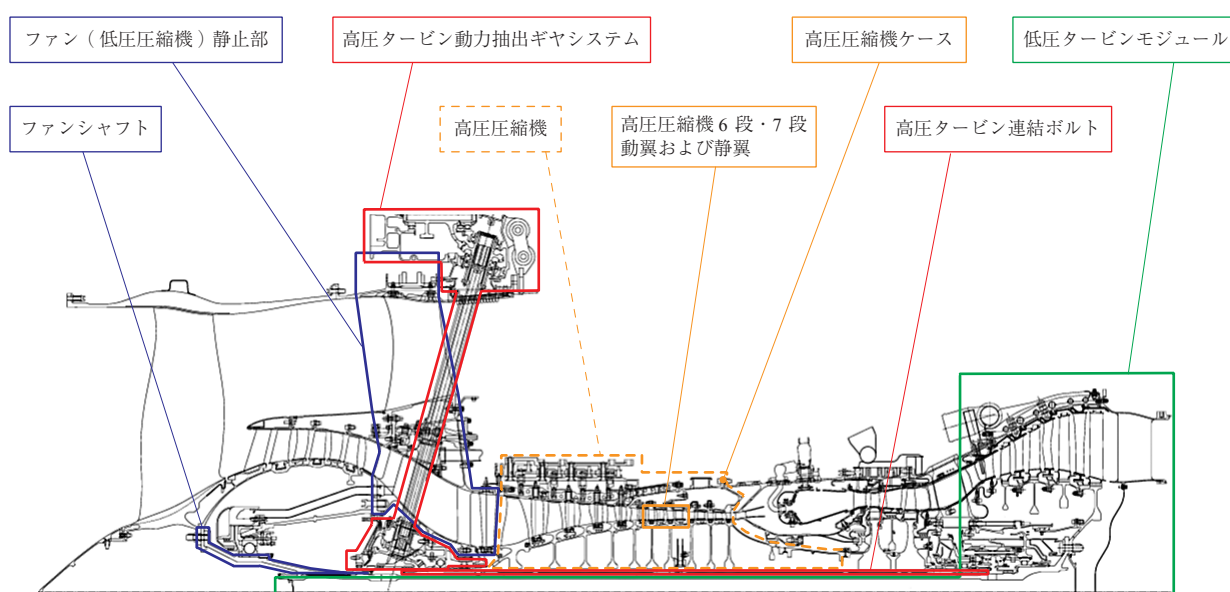 ファン ( 低圧圧縮機 ) 静止部
高圧タービン動力抽出ギヤシステム
高圧圧縮機ケース
低圧タービンモジュール
ファンシャフト
高圧圧縮機
高圧圧縮機 6 段・7 段
動翼および静翼
高圧タービン連結ボルト